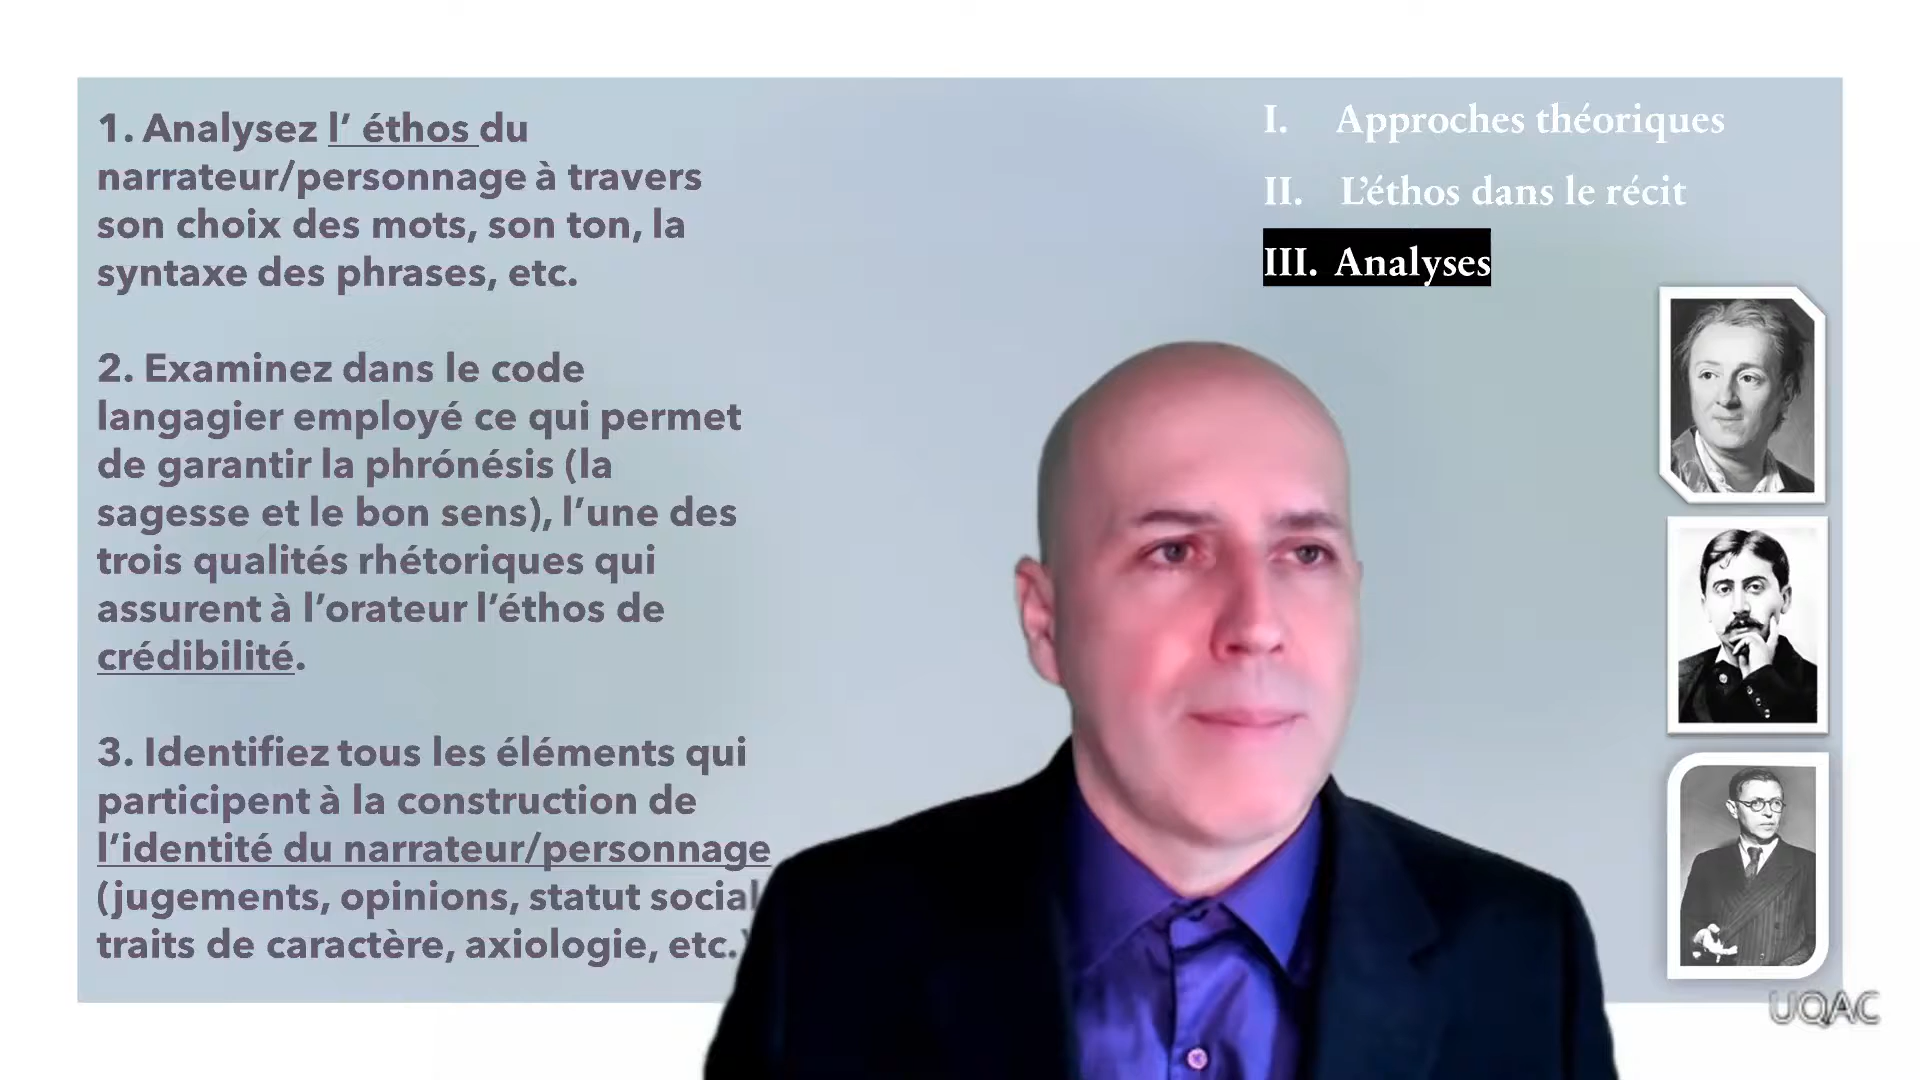 1. Analysez l’ éthos du
narrateur/personnage à travers
son choix des mots, son ton, la
syntaxe des phrases, etc.
2. Examinez dans le code
langagier employé ce qui permet
de garantir la phrónésis (la
sagesse et le bon sens), l’une des
trois qualités rhétoriques qui
assurent à l’orateur l’éthos de
crédibilité.
3. Identifiez tous les éléments qui
participent à la construction de
l’identité du narrateur/personnage
(jugements, opinions, statut social
traits de caractère, axiologie, etc.)
I. Approches théoriques
II. L’éthos dans le récit
III. Analyses
UQAC